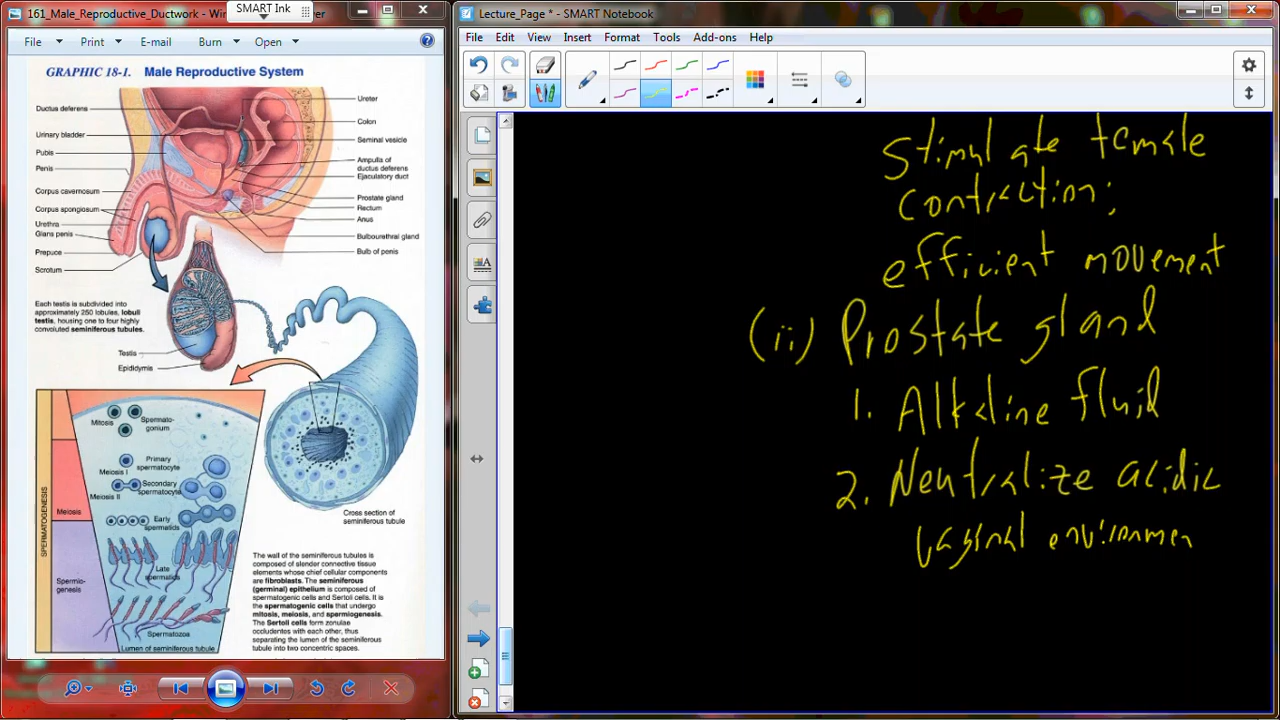 161_Male_Reproductive_Ductwork - Win
SMART Ink
er
File Print E-mail Burn Open
GRAPHIC 18-1. Male Reproductive System
Ductus deferens
Urinary bladder
Pubis
Penis
Corpus cavernosum
Corpus spongiosum
Urethra
Glans penis
Prepuce
Scrotum
Ureter
Colon
Seminal vesicle
Ampulla of
ductus deferens
Ejaculatory duct
Prostate gland
Rectum
Anus
Bulbourethral gland
Bulb of penis
Each testis is subdivided into
approximately 250 lobules, lobuli
testis, housing one to four highly
convoluted seminiferous tubules.
Testis
Epididymis
SPERMATOGENESIS
Meiosis
Spermio-
genesis
Mitosis
Spermato-
gonium
Primary
spermatocyte
Meiosis I
Secondary
spermatocyte
Meiosis II
Early
spermatids
Late
spermatids
Spermatozoa
Lumen of seminiferous tubule
Cross section of
seminiferous tubule
The wall of the seminiferous tubules is
composed of slender connective tissue
elements whose chief cellular components
are fibroblasts. The seminiferous
(germinal) epithelium is composed of
spermatogenic cells and Sertoli cells. It is
the spermatogenic cells that undergo
mitosis, meiosis, and spermiogenesis.
The Sertoli cells form zonulae
occludentes with each other, thus
separating the lumen of the seminiferous
tubule into two concentric spaces.
Lecture_Page * - SMART Notebook
File Edit View Insert Format Tools Add-ons Help
Stimulate female
contraction;
efficient movement
(ii) Prostate gland
1. Alkaline fluid
2. Neutralize acidic
vaginal environmen